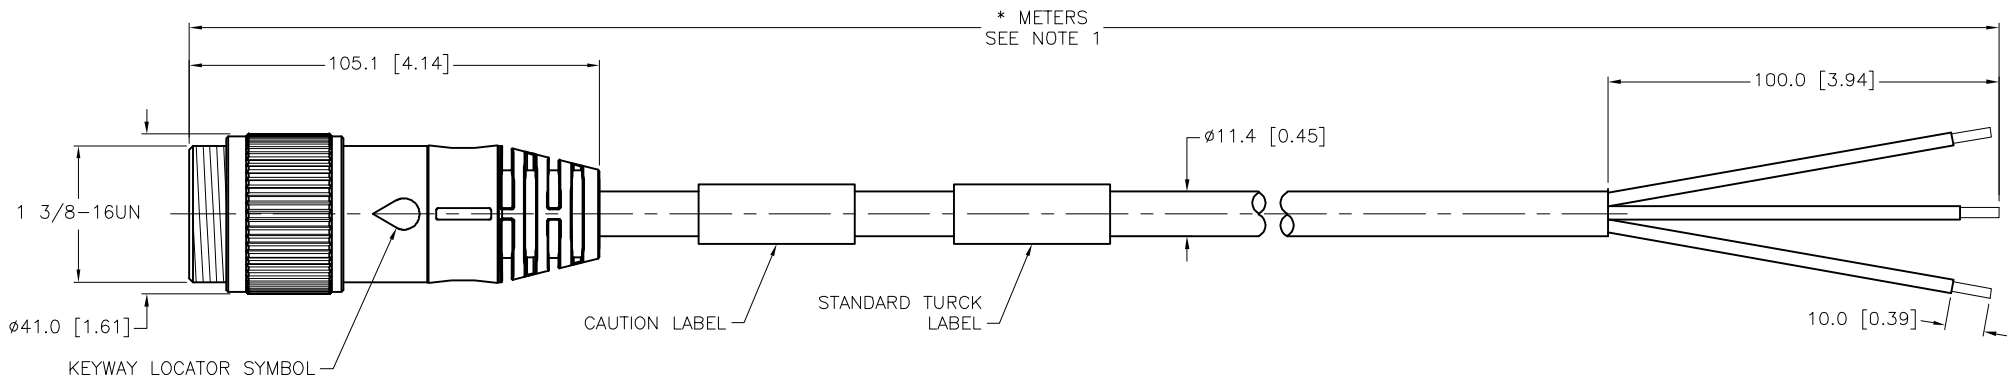 * METERS
SEE NOTE 1
105.1 [4.14]
100.0 [3.94]
ø11.4 [0.45]
1 3/8-16UN
STANDARD TURCK
LABEL
CAUTION LABEL
ø41.0 [1.61]
10.0 [0.39]
KEYWAY LOCATOR SYMBOL